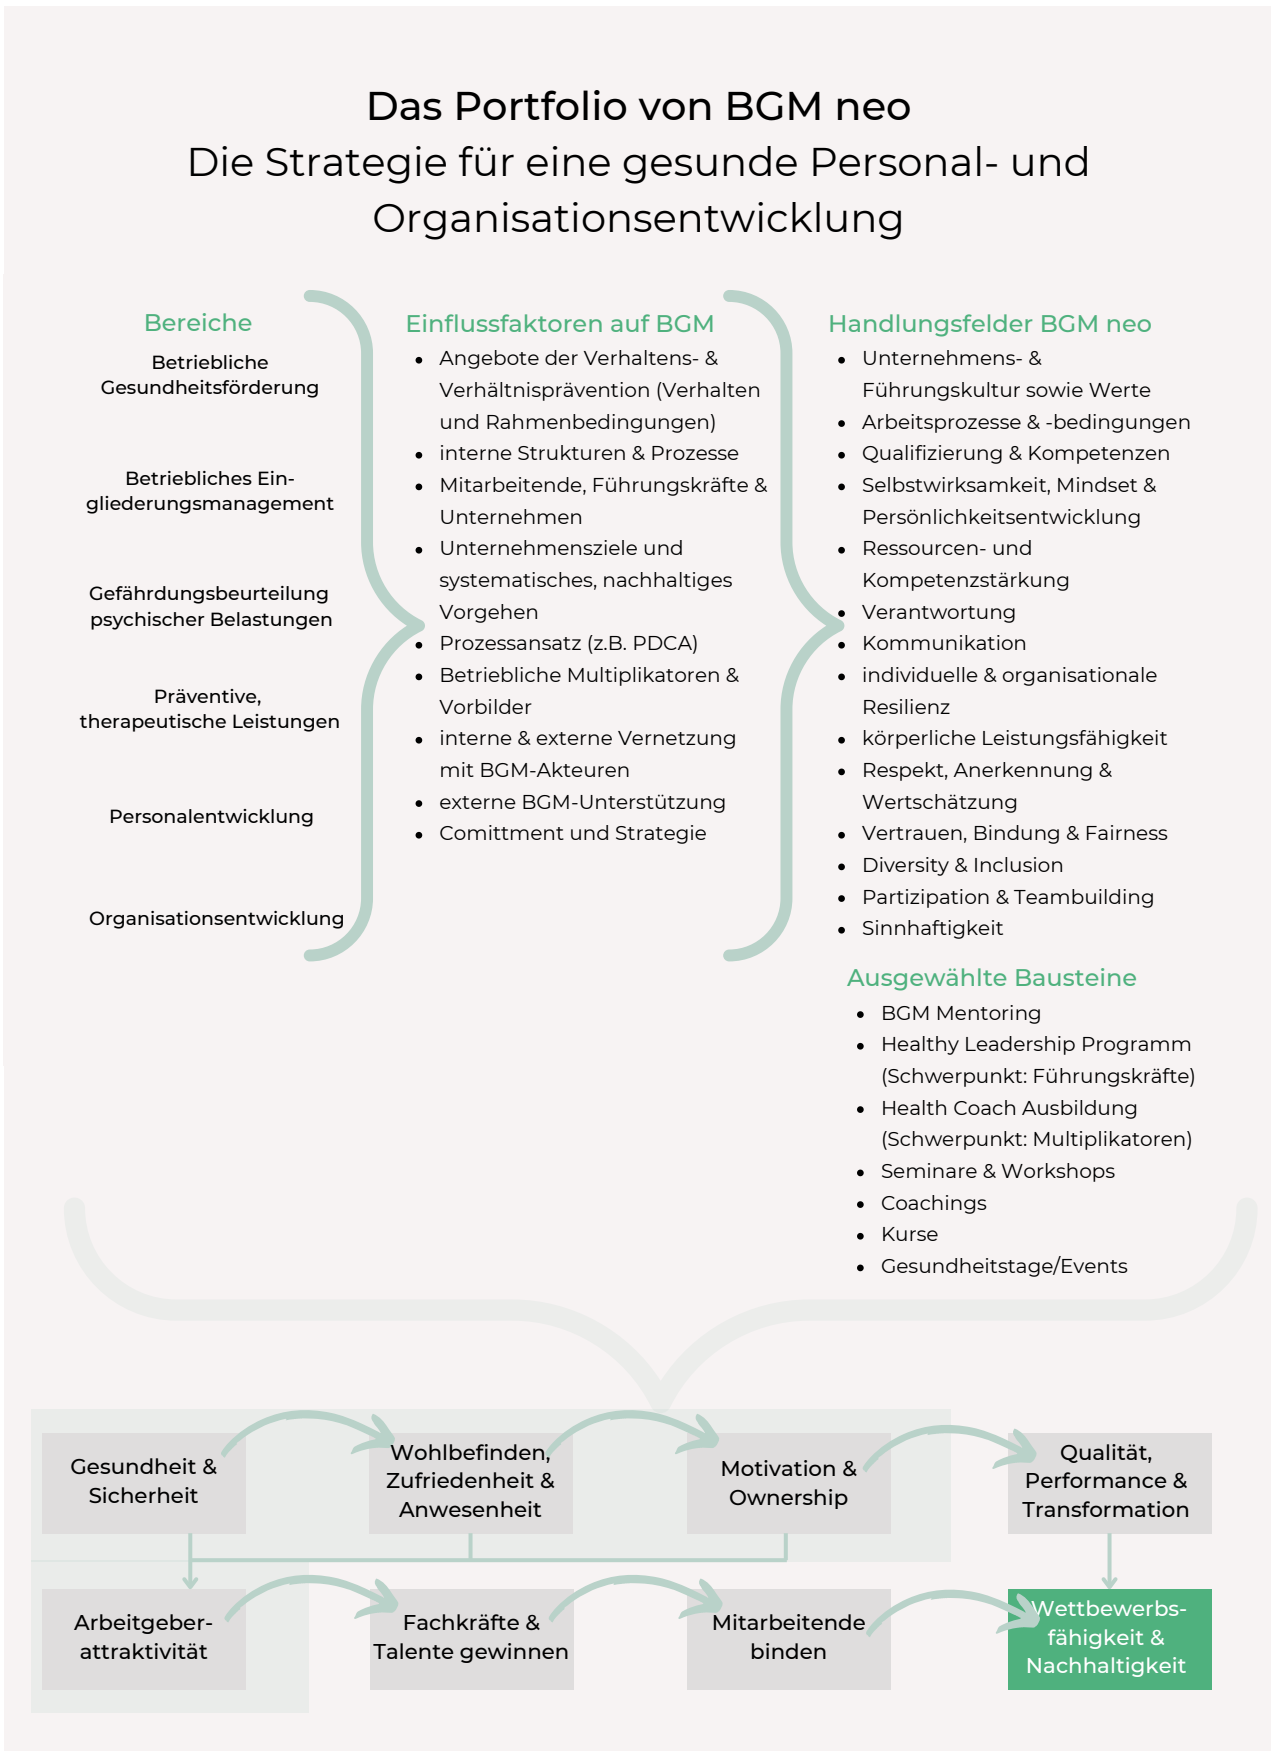 Das Portfolio von BGM neo
Die Strategie für eine gesunde Personal- und
Organisationsentwicklung
Bereiche
Betriebliche
Gesundheitsförderung
Betriebliches Ein-
gliederungsmanagement
Gefährdungsbeurteilung
psychischer Belastungen
Präventive,
therapeutische Leistungen
Personalentwicklung
Organisationsentwicklung
Einflussfaktoren auf BGM
• Angebote der Verhaltens- &
Verhältnisprävention (Verhalten
und Rahmenbedingungen)
• interne Strukturen & Prozesse
• Mitarbeitende, Führungskräfte &
Unternehmen
• Unternehmensziele und
systematisches, nachhaltiges
Vorgehen
• Prozessansatz (z.B. PDCA)
• Betriebliche Multiplikatoren &
Vorbilder
• interne & externe Vernetzung
mit BGM-Akteuren
• externe BGM-Unterstützung
• Comittment und Strategie
Handlungsfelder BGM neo
• Unternehmens- &
Führungskultur sowie Werte
• Arbeitsprozesse & -bedingungen
• Qualifizierung & Kompetenzen
• Selbstwirksamkeit, Mindset &
Persönlichkeitsentwicklung
• Ressourcen- und
Kompetenzstärkung
• Verantwortung
• Kommunikation
• individuelle & organisationale
Resilienz
• körperliche Leistungsfähigkeit
• Respekt, Anerkennung &
Wertschätzung
• Vertrauen, Bindung & Fairness
• Diversity & Inclusion
• Partizipation & Teambuilding
• Sinnhaftigkeit
Ausgewählte Bausteine
• BGM Mentoring
• Healthy Leadership Programm
(Schwerpunkt: Führungskräfte)
• Health Coach Ausbildung
(Schwerpunkt: Multiplikatoren)
• Seminare & Workshops
• Coachings
• Kurse
• Gesundheitstage/Events
Gesundheit &
Sicherheit
Wohlbefinden,
Zufriedenheit &
Anwesenheit
Motivation &
Ownership
Qualität,
Performance &
Transformation
Arbeitgeber-
attraktivität
Fachkräfte &
Talente gewinnen
Mitarbeitende
binden
Wettbewerbs-
fähigkeit &
Nachhaltigkeit